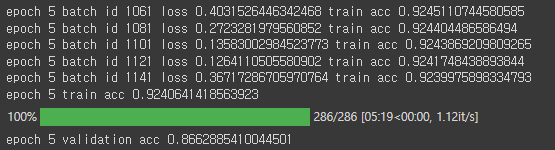 epoch 5 batch id 1061 loss 0.4031526446342468 train acc 0.9245110744580585
epoch 5 batch id 1081 loss 0.2723281979560852 train acc 0.924404486586494
epoch 5 batch id 1101 loss 0.13583002984523773 train acc 0.9243869209809265
epoch 5 batch id 1121 loss 0.1264110505580902 train acc 0.9241748438893844
epoch 5 batch id 1141 loss 0.36717286705970764 train acc 0.9239975898334793
epoch 5 train acc 0.9240641418563923
100% 286/286 [05:19<00:00, 1.12it/s]
epoch 5 validation acc 0.8662885410044501